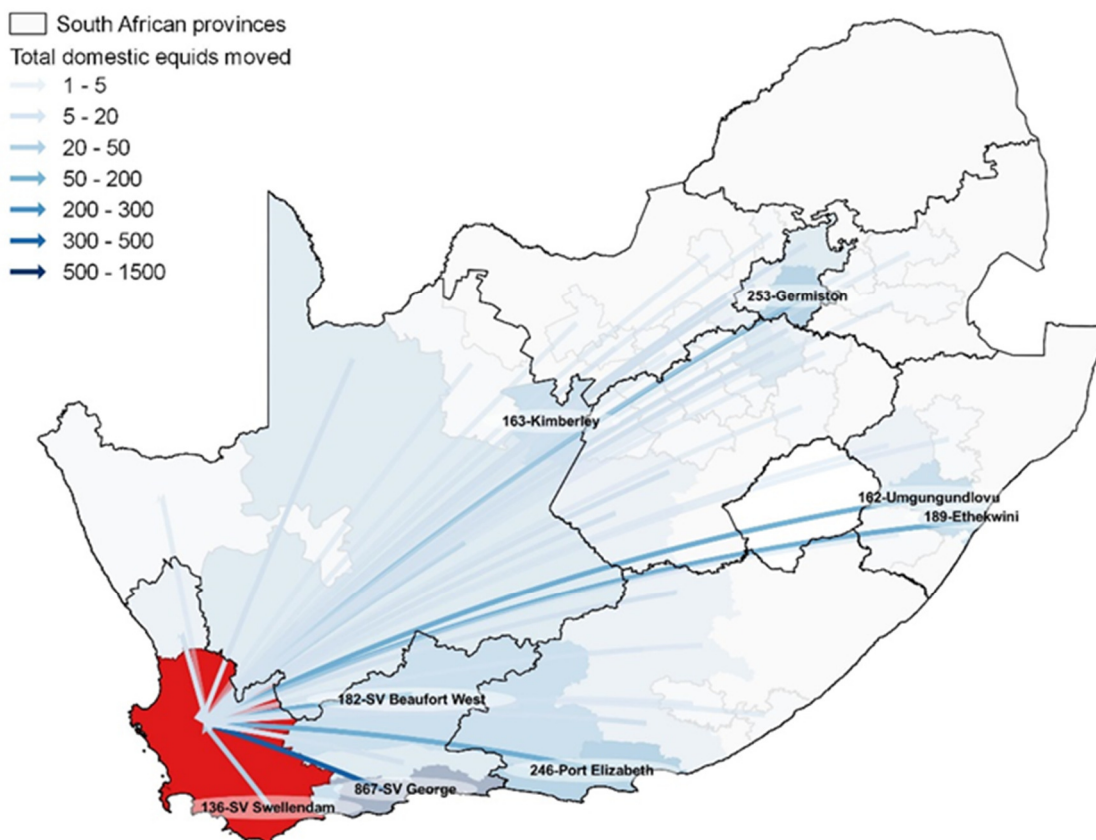 South African provinces
Total domestic equids moved
1 - 5
5 - 20
20 - 50
50 - 200
200 - 300
300 - 500
500 - 1500
253-Germiston
163-Kimberley
162-Umgungundlovu
189-Ethekwini
182-SV Beaufort West
246-Port Elizabeth
867-SV George
136-SV Swellendam